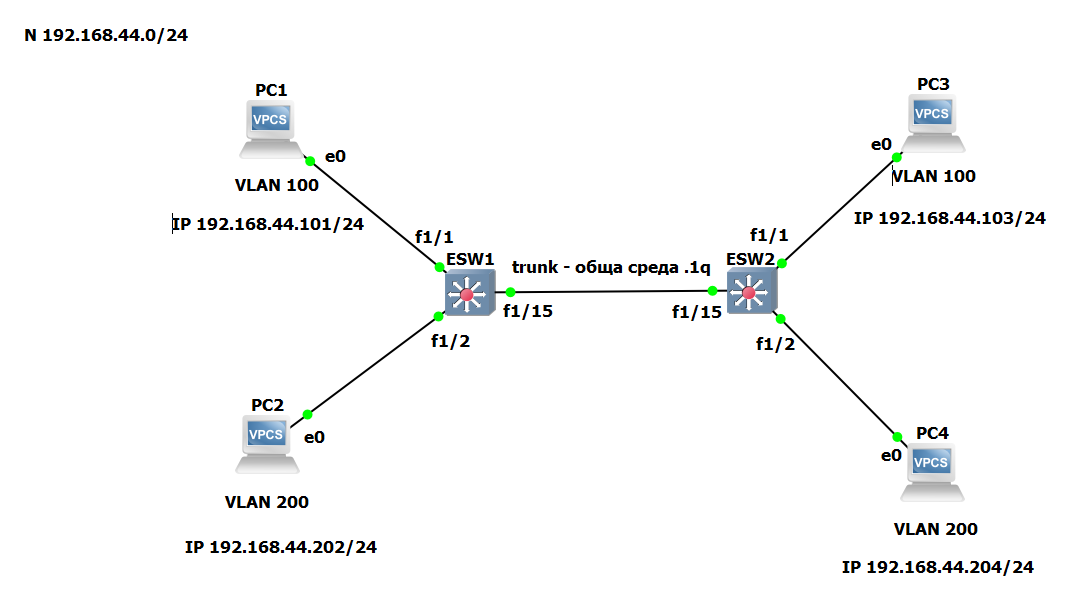 N 192.168.44.0/24
PC1
VPCS
e0
VLAN 100
IP 192.168.44.101/24
PC3
VPCS
e0
VLAN 100
IP 192.168.44.103/24
f1/1
ESW1
trunk - обща среда .1q
f1/1
ESW2
f1/15
f1/15
f1/2
f1/2
PC2
VPCS
e0
VLAN 200
IP 192.168.44.202/24
PC4
e0
VPCS
VLAN 200
IP 192.168.44.204/24